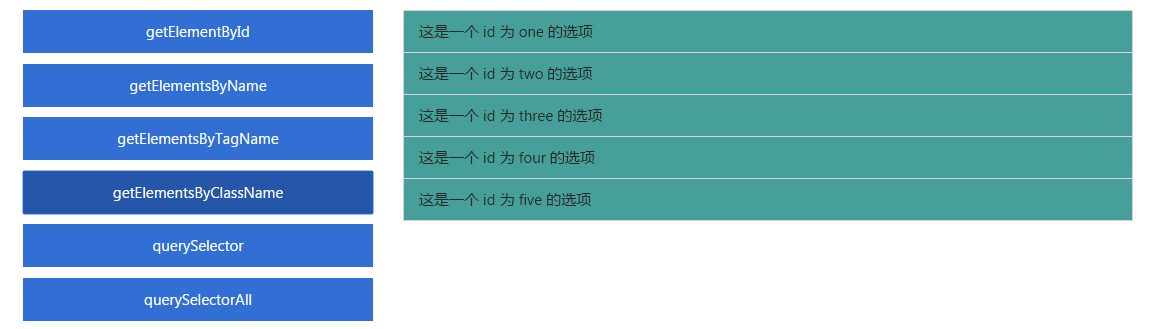 getElementById
getElementsByName
getElementsByTagName
getElementsByClassName
querySelector
querySelectorAll
这是一个 id 为 one 的选项
这是一个 id 为 two 的选项
这是一个 id 为 three 的选项
这是一个 id 为 four 的选项
这是一个 id 为 five 的选项